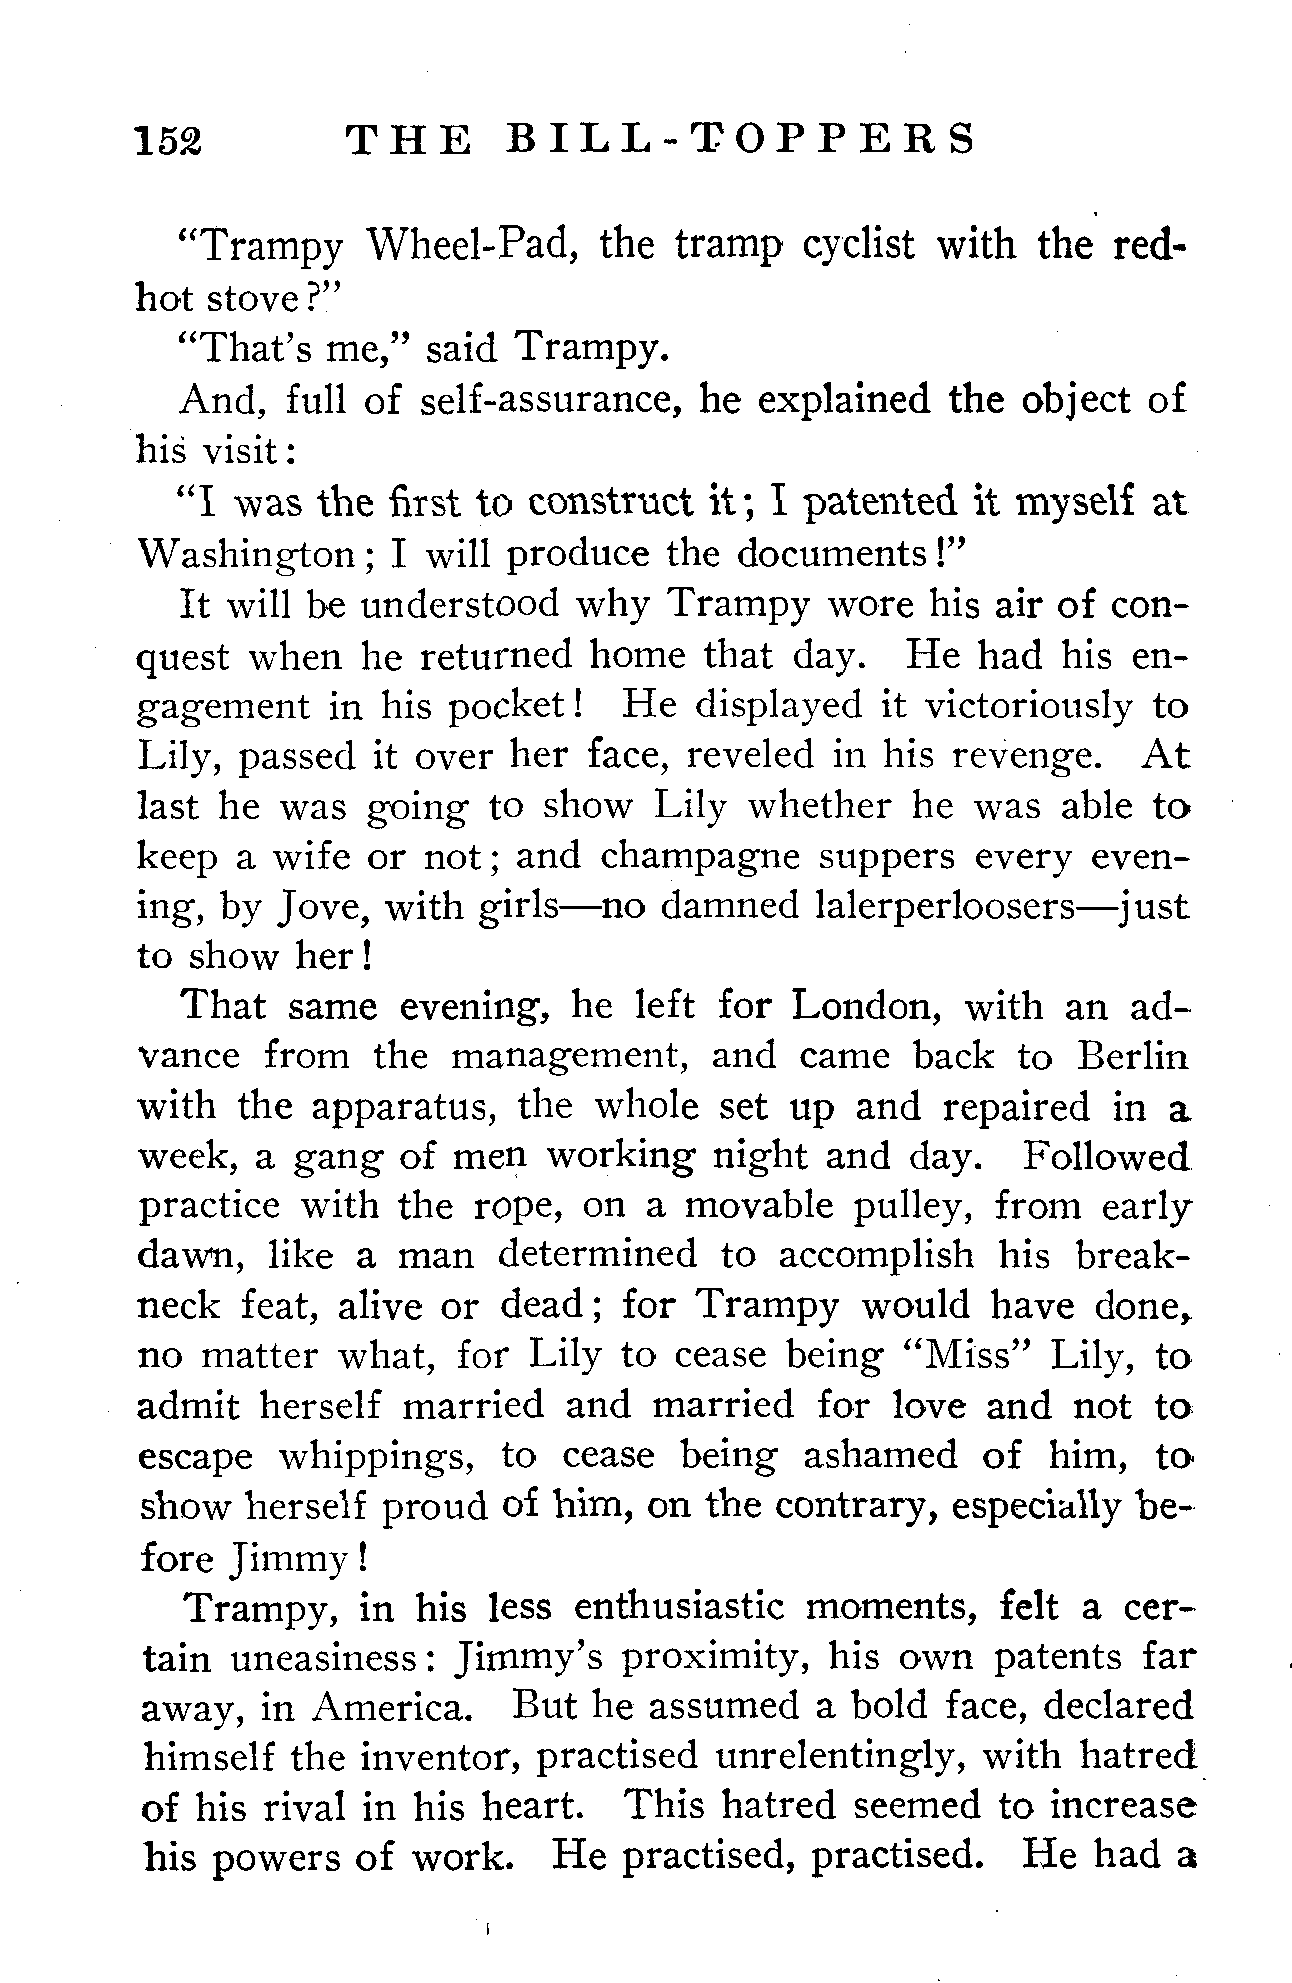 152 THE BILL-TOPPERS
"Trampy Wheel-Pad, the tramp cyclist with the red-
hot stove?"
"That's me," said Trampy.
And, full of self-assurance, he explained the object of
his visit:
"I was the first to construct it; I patented it myself at
Washington; I will produce the documents!"
It will be understood why Trampy wore his air of con-
quest when he returned home that day. He had his en-
gagement in his pocket! He displayed it victoriously to
Lily, passed it over her face, reveled in his revenge. At
last he was going to show Lily whether he was able to
keep a wife or not; and champagne suppers every even-
ing, by Jove, with girls—no damned lalerperloosers—just
to show her!
That same evening, he left for London, with an ad-
vance from the management, and came back to Berlin
with the apparatus, the whole set up and repaired in a
week, a gang of men working night and day. Followed
practice with the rope, on a movable pulley, from early
dawn, like a man determined to accomplish his break-
neck feat, alive or dead; for Trampy would have done,
no matter what, for Lily to cease being "Miss" Lily, to
admit herself married and married for love and not to
escape whippings, to cease being ashamed of him, to
show herself proud of him, on the contrary, especially be-
fore Jimmy!
Trampy, in his less enthusiastic moments, felt a cer-
tain uneasiness: Jimmy's proximity, his own patents far
away, in America. But he assumed a bold face, declared
himself the inventor, practised unrelentingly, with hatred
of his rival in his heart. This hatred seemed to increase
his powers of work. He practised, practised. He had a